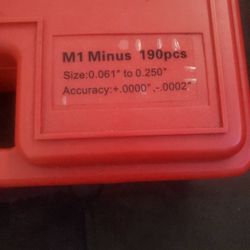 M1 Minus 190pcs
Size:0.061" to 0.250"
Accuracy:+.0000",-.0002"